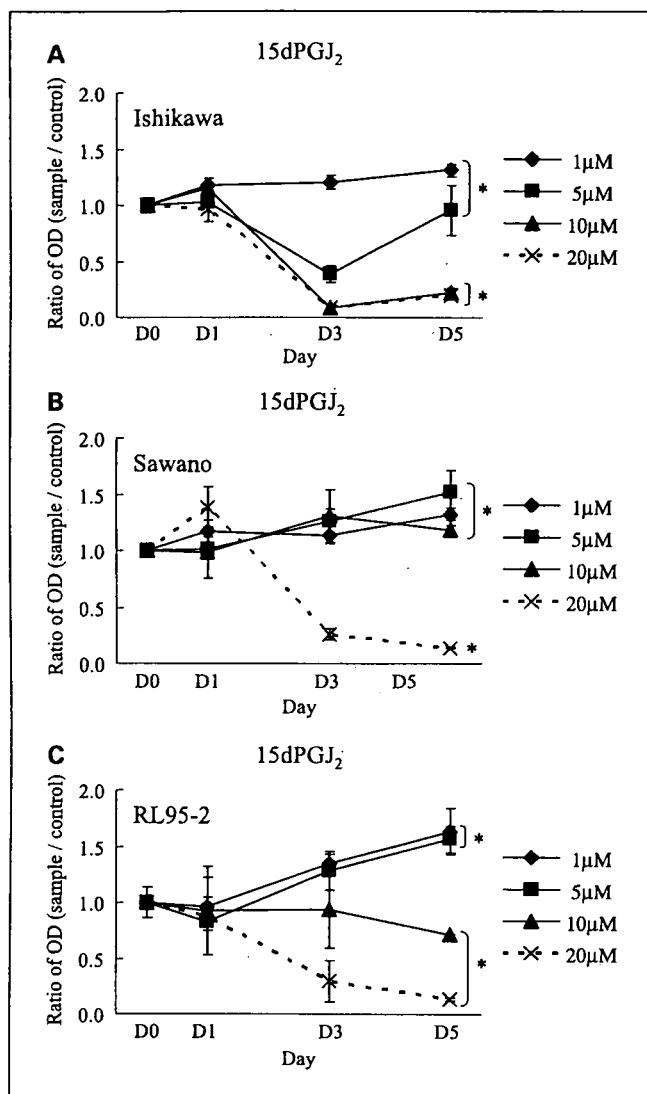 A
15dPGJ₂
Ishikawa
Ratio of OD (sample / control)
2.0
1.5
1.0
0.5
0.0
D0 D1 D3 D5
Day
1µM
5µM
10µM
20µM
*
*
B
15dPGJ₂
Sawano
Ratio of OD (sample / control)
2.0
1.5
1.0
0.5
0.0
D0 D1 D3 D5
Day
1µM
5µM
10µM
20µM
*
*
C
15dPGJ₂
RL95-2
Ratio of OD (sample / control)
2.0
1.5
1.0
0.5
0.0
D0 D1 D3 D5
Day
1µM
5µM
10µM
20µM
*
*